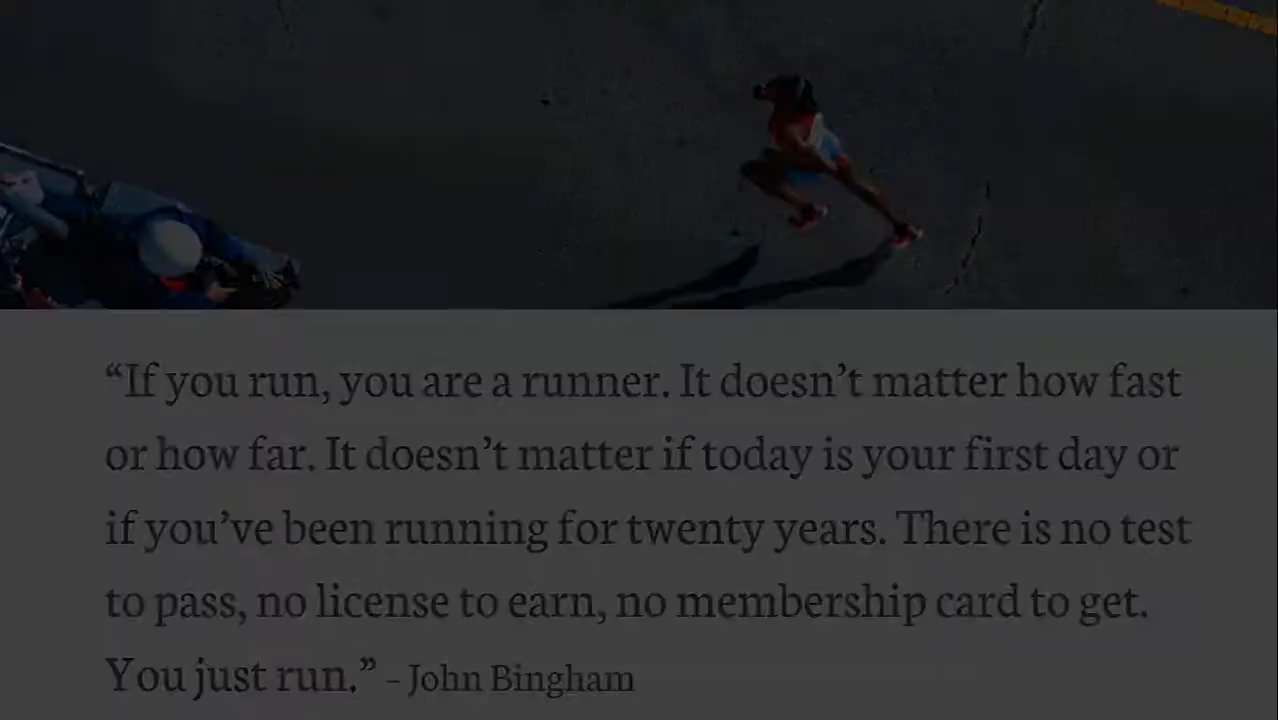 “If you run, you are a runner. It doesn’t matter how fast
or how far. It doesn’t matter if today is your first day or
if you’ve been running for twenty years. There is no test
to pass, no license to earn, no membership card to get.
You just run.” – John Bingham